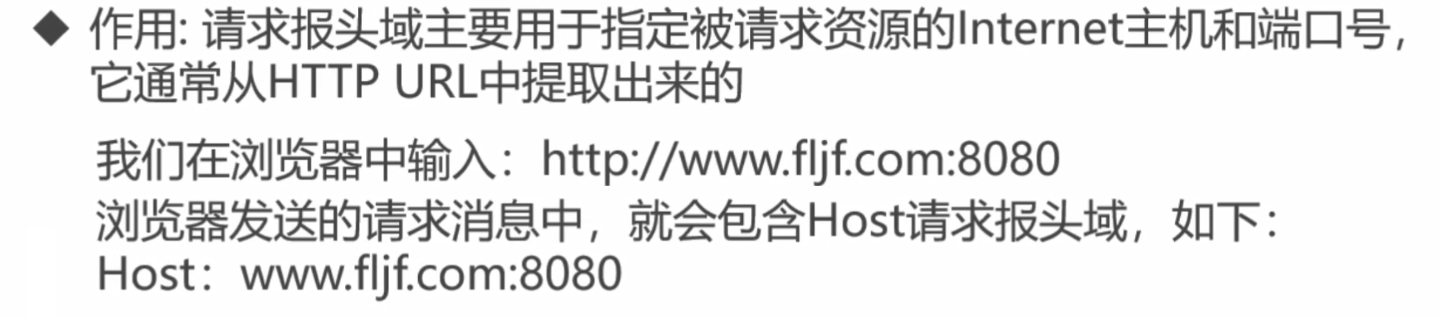 ◆ 作用: 请求报头域主要用于指定被请求资源的Internet主机和端口号，
它通常从HTTP URL中提取出来的
我们在浏览器中输入：http://www.fljf.com:8080
浏览器发送的请求消息中，就会包含Host请求报头域，如下：
Host：www.fljf.com:8080